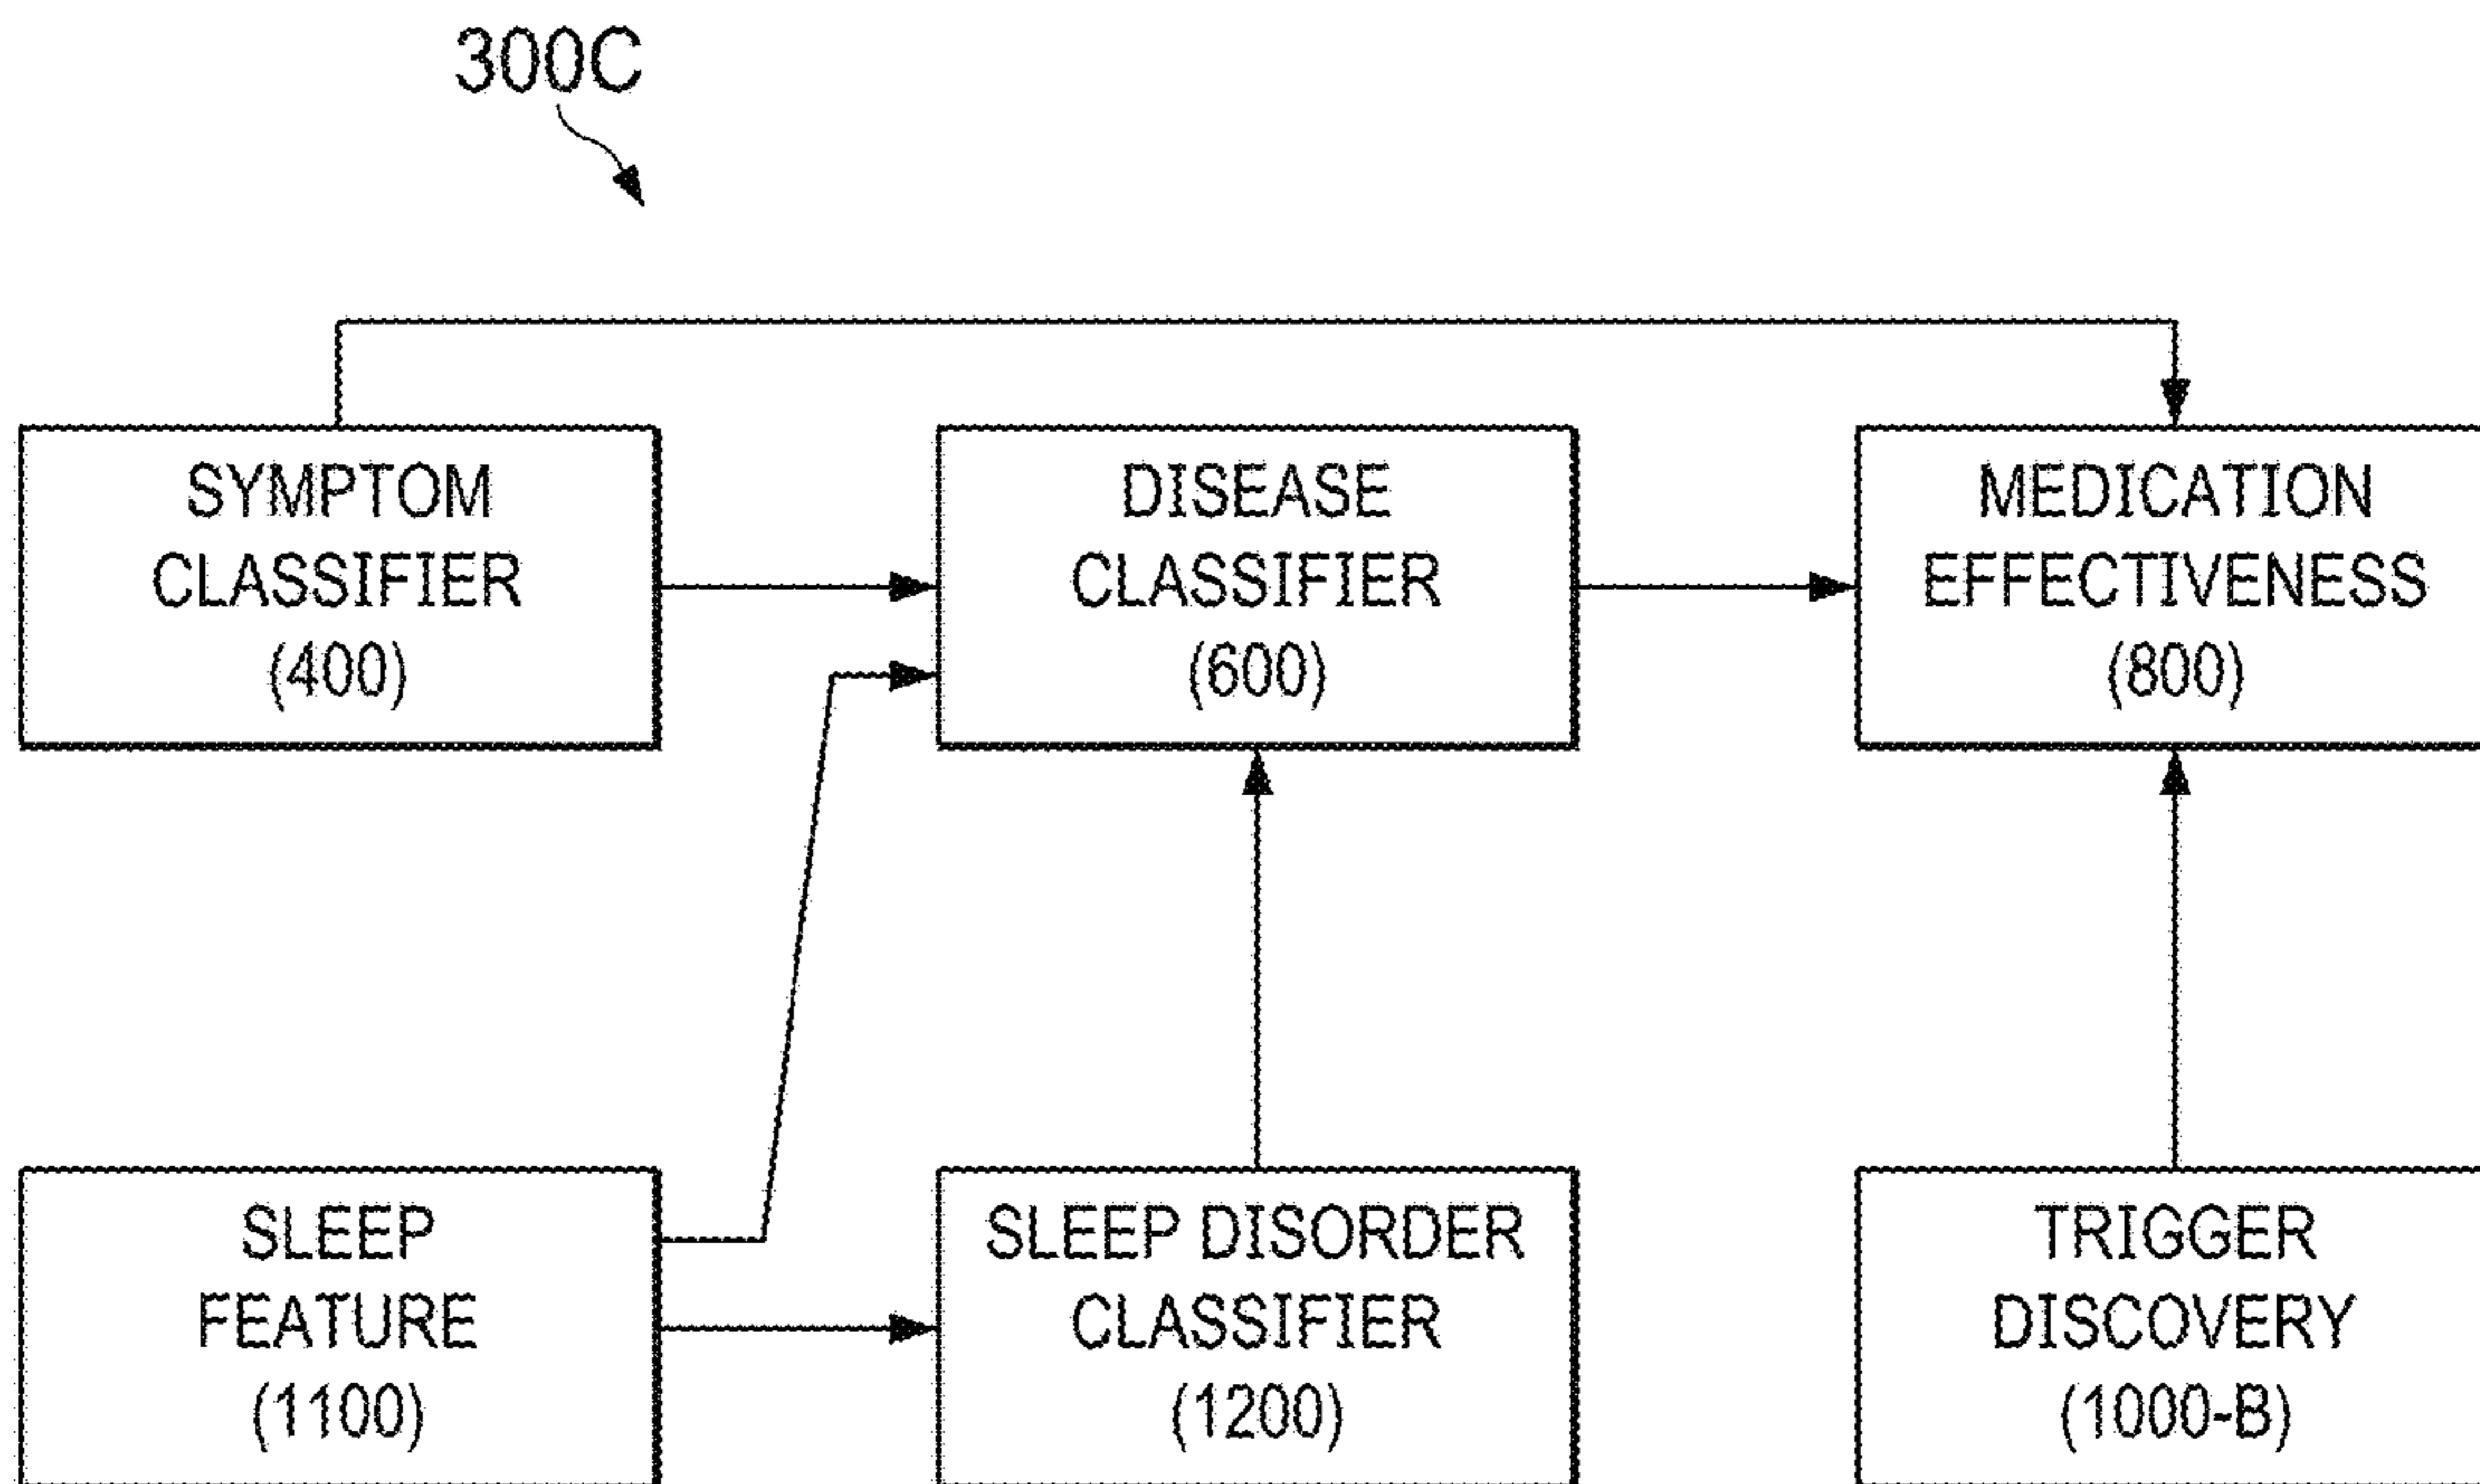 300C
SYMPTOM
CLASSIFIER
(400)
DISEASE
CLASSIFIER
(600)
MEDICATION
EFFECTIVENESS
(800)
SLEEP
FEATURE
(1100)
SLEEP DISORDER
CLASSIFIER
(1200)
TRIGGER
DISCOVERY
(1000-B)